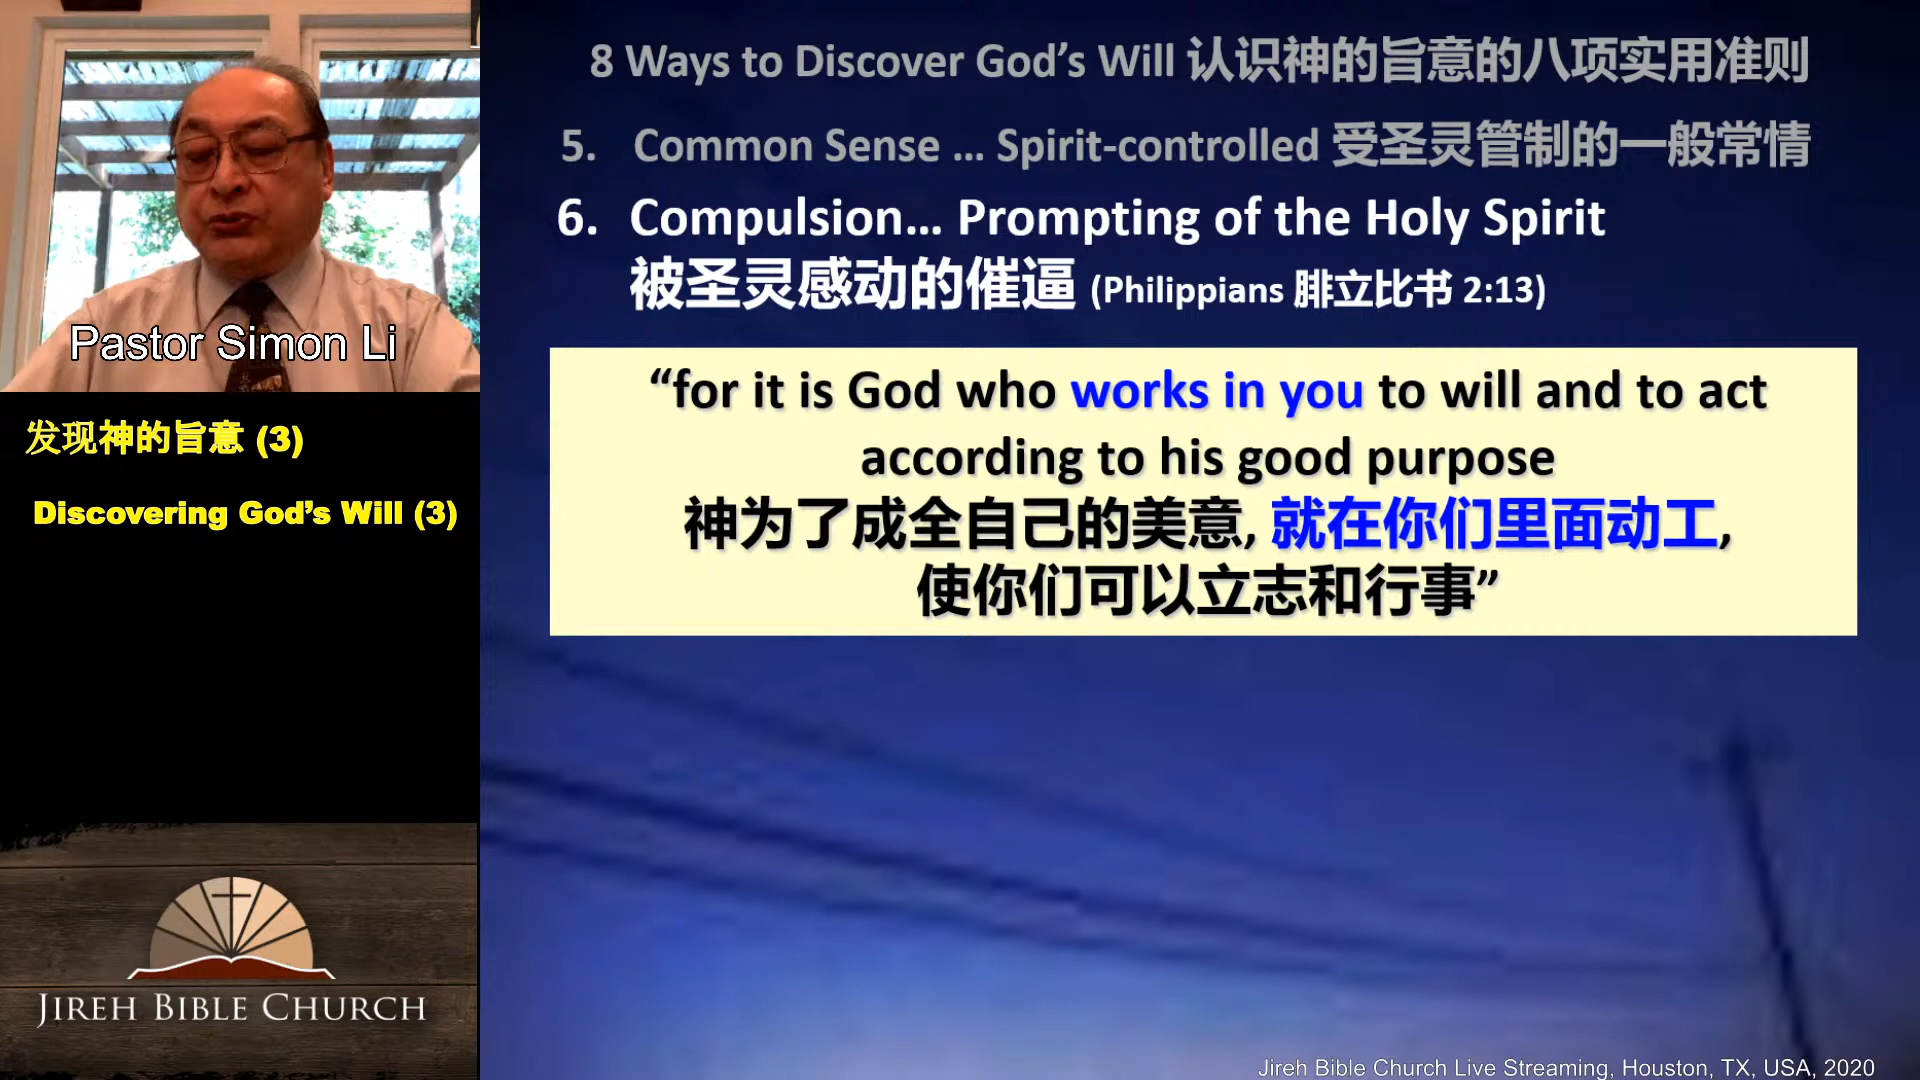 Pastor Simon Li
发现神的旨意 (3)
Discovering God’s Will (3)
JIREH BIBLE CHURCH
8 Ways to Discover God’s Will 认识神的旨意的八项实用准则
5. Common Sense ... Spirit-controlled 受圣灵管制的一般常情
6. Compulsion... Prompting of the Holy Spirit
被圣灵感动的催逼 (Philippians 腓立比书 2:13)
“for it is God who works in you to will and to act
according to his good purpose
神为了成全自己的美意, 就在你们里面动工,
使你们可以立志和行事”
Jireh Bible Church Live Streaming, Houston, TX, USA, 2020